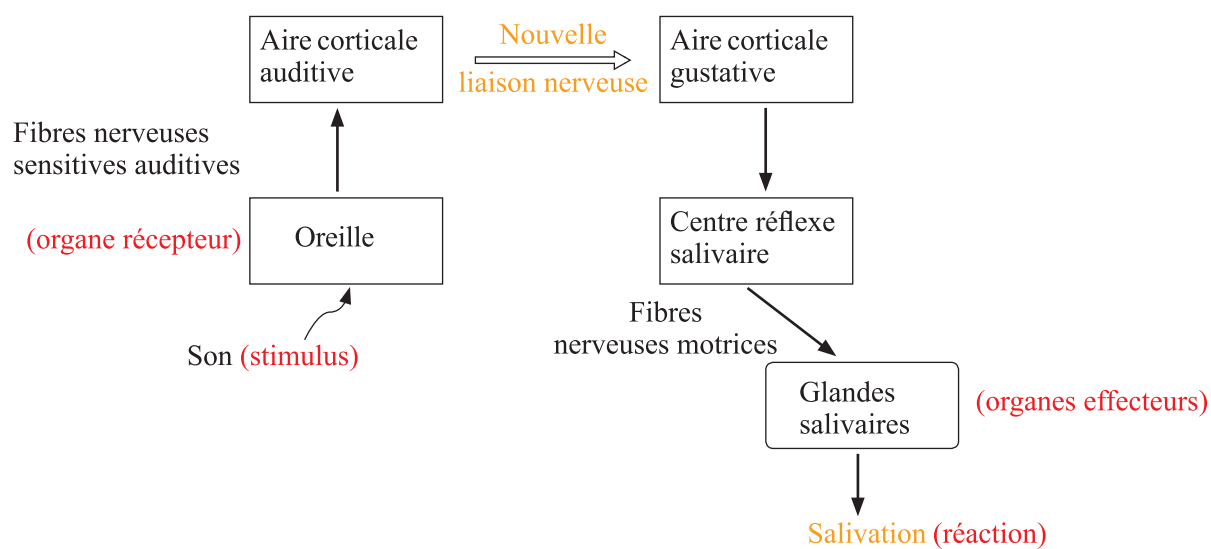 Aire corticale
auditive
Nouvelle
liaison nerveuse
Aire corticale
gustative
Fibres nerveuses
sensitives auditives
(organe récepteur)
Oreille
Centre réflexe
salivaire
Son (stimulus)
Fibres
nerveuses motrices
Glandes
salivaires
(organes effecteurs)
Salivation (réaction)